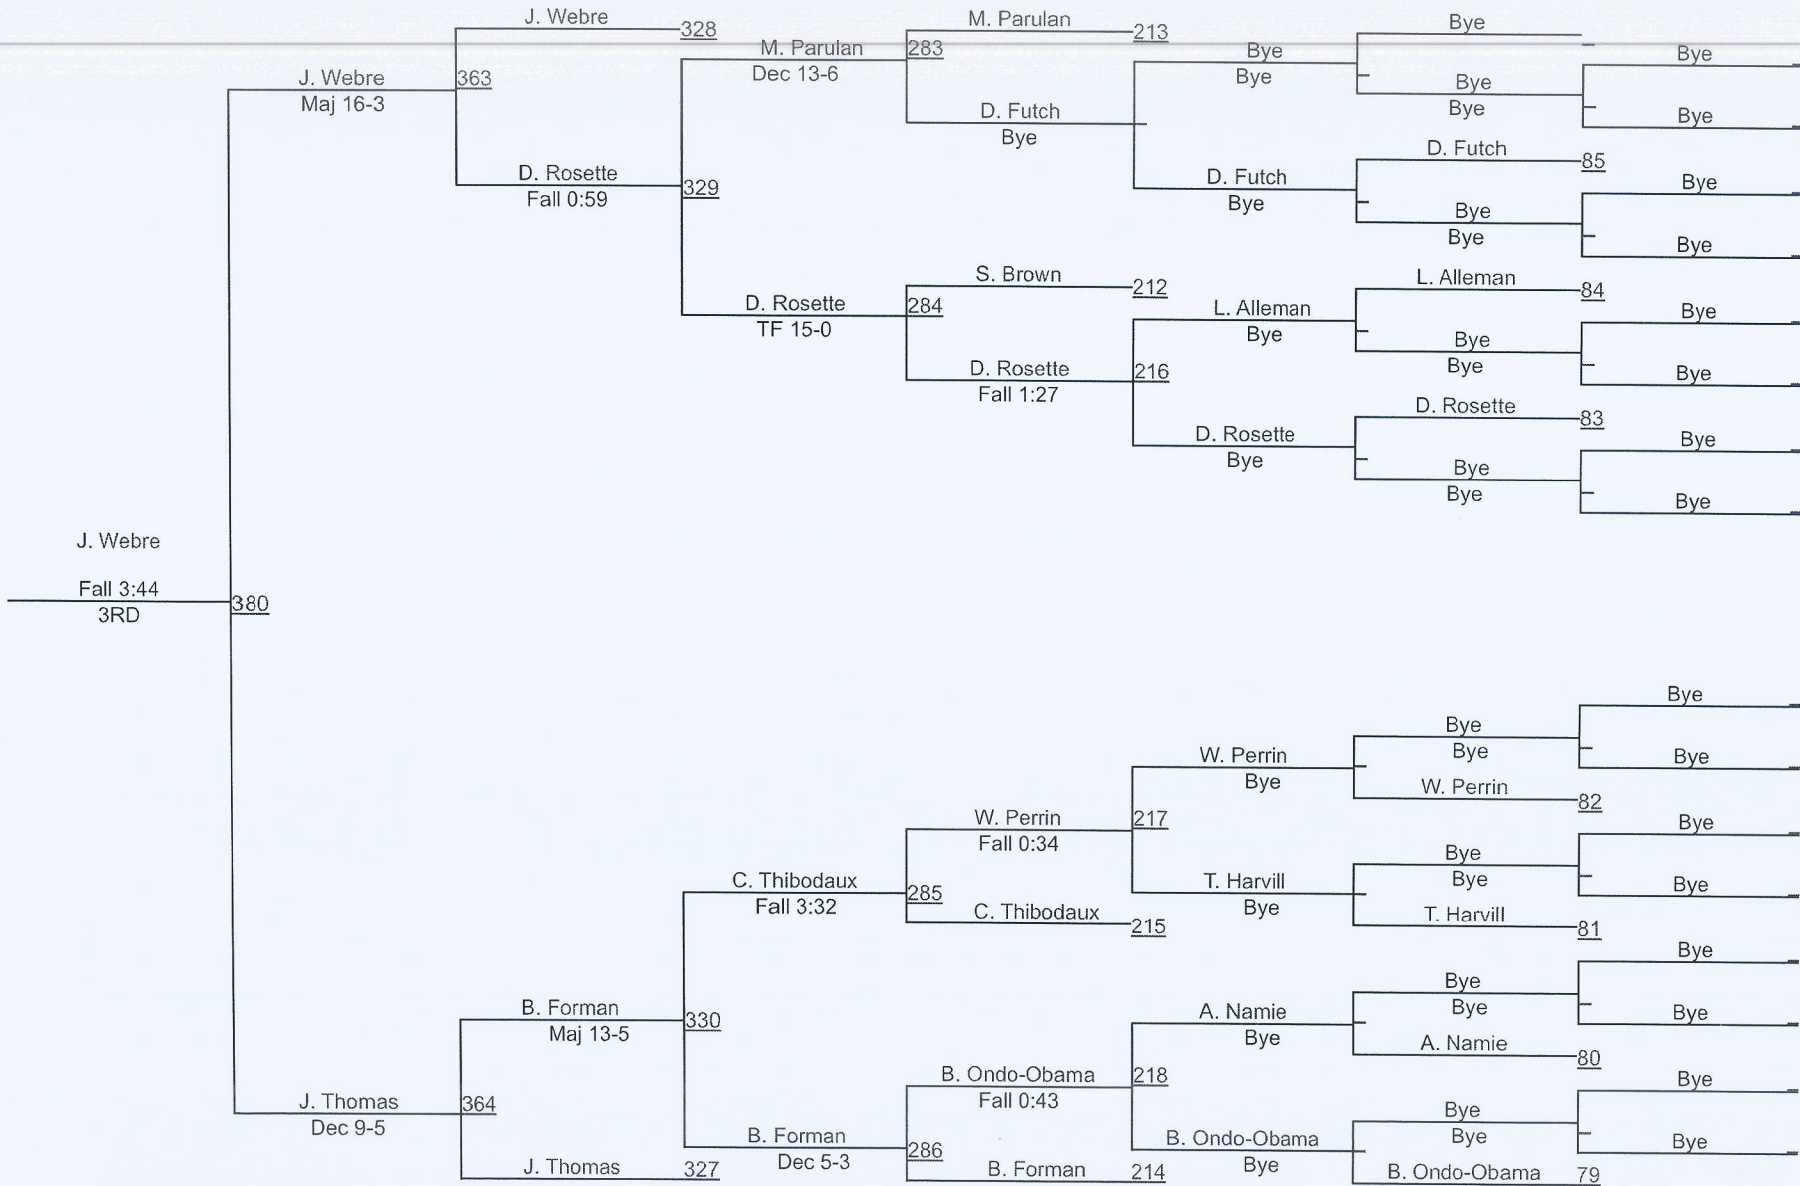 J. Webre
328
M. Parulan
213
Bye
J. Webre
Maj 16-3
363
M. Parulan
Dec 13-6
283
Bye
Bye
Bye
Bye
Bye
Bye
D. Futch
Bye
D. Futch
85
D. Rosette
Fall 0:59
329
D. Futch
Bye
Bye
Bye
Bye
Bye
D. Rosette
TF 15-0
284
S. Brown
212
L. Alleman
84
L. Alleman
Bye
Bye
Bye
Bye
Bye
D. Rosette
Fall 1:27
216
D. Rosette
83
D. Rosette
Bye
Bye
Bye
Bye
Bye
J. Webre
Fall 3:44
3RD
380
Bye
Bye
Bye
Bye
W. Perrin
Bye
W. Perrin
82
W. Perrin
Fall 0:34
217
Bye
Bye
Bye
Bye
C. Thibodaux
Fall 3:32
285
T. Harvill
Bye
C. Thibodaux
215
T. Harvill
81
Bye
Bye
Bye
Bye
B. Forman
Maj 13-5
330
A. Namie
Bye
A. Namie
80
B. Ondo-Obama
Fall 0:43
218
Bye
Bye
Bye
Bye
J. Thomas
Dec 9-5
364
B. Forman
Dec 5-3
286
B. Ondo-Obama
Bye
J. Thomas
327
B. Forman
214
B. Ondo-Obama
79